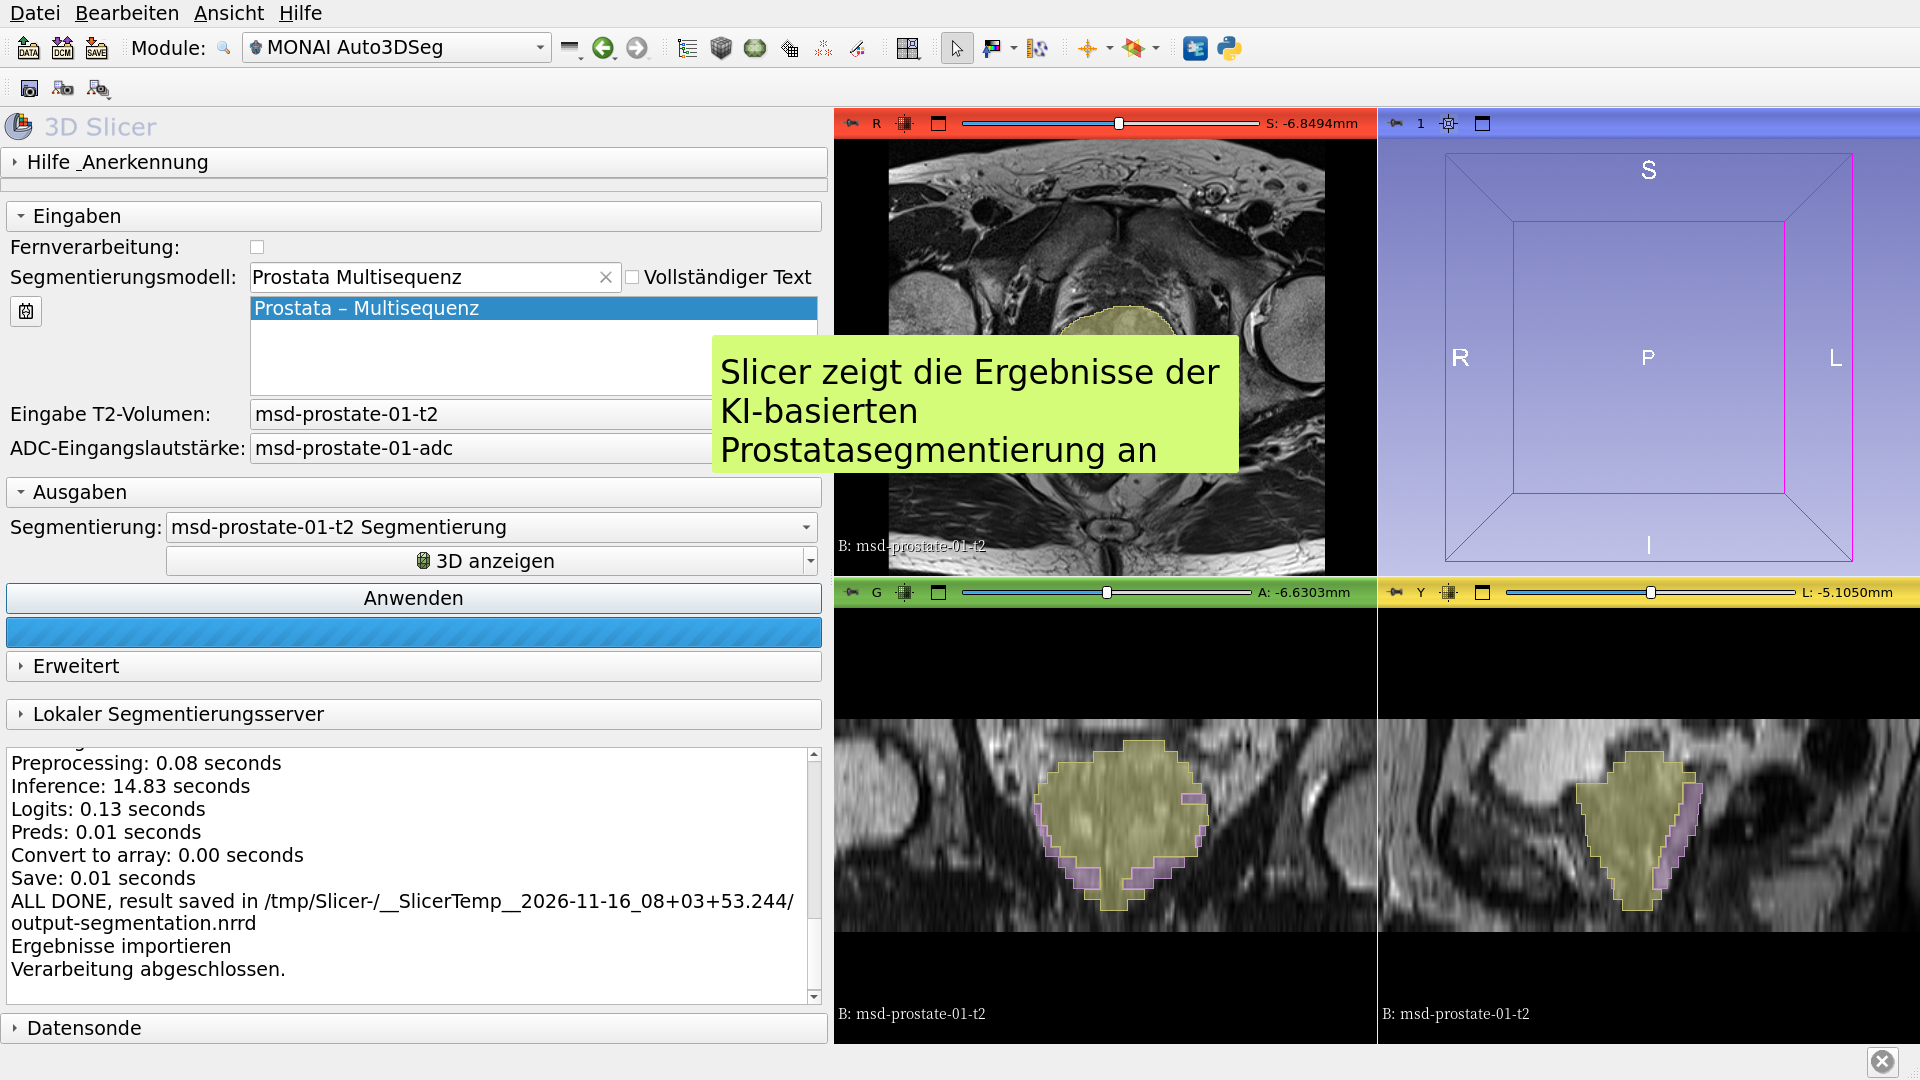 Datei Bearbeiten Ansicht Hilfe
DATA DCM SAVE Module: MONAI Auto3DSeg
3D Slicer
Hilfe _Anerkennung
Eingaben
Fernverarbeitung:
Segmentierungsmodell: Prostata Multisequenz Vollständiger Text
Prostata – Multisequenz
Eingabe T2-Volumen: msd-prostate-01-t2
ADC-Eingangslautstärke: msd-prostate-01-adc
Ausgaben
Segmentierung: msd-prostate-01-t2 Segmentierung
3D anzeigen
Anwenden
Erweitert
Lokaler Segmentierungsserver
Preprocessing: 0.08 seconds
Inference: 14.83 seconds
Logits: 0.13 seconds
Preds: 0.01 seconds
Convert to array: 0.00 seconds
Save: 0.01 seconds
ALL DONE, result saved in /tmp/Slicer-/__SlicerTemp__2026-11-16_08+03+53.244/
output-segmentation.nrrd
Ergebnisse importieren
Verarbeitung abgeschlossen.
Datensonde
R S: -6.8494mm
Slicer zeigt die Ergebnisse der
KI-basierten
Prostatasegmentierung an
B: msd-prostate-01-t2
1
S
R P L
I
G A: -6.6303mm
B: msd-prostate-01-t2
Y L: -5.1050mm
B: msd-prostate-01-t2